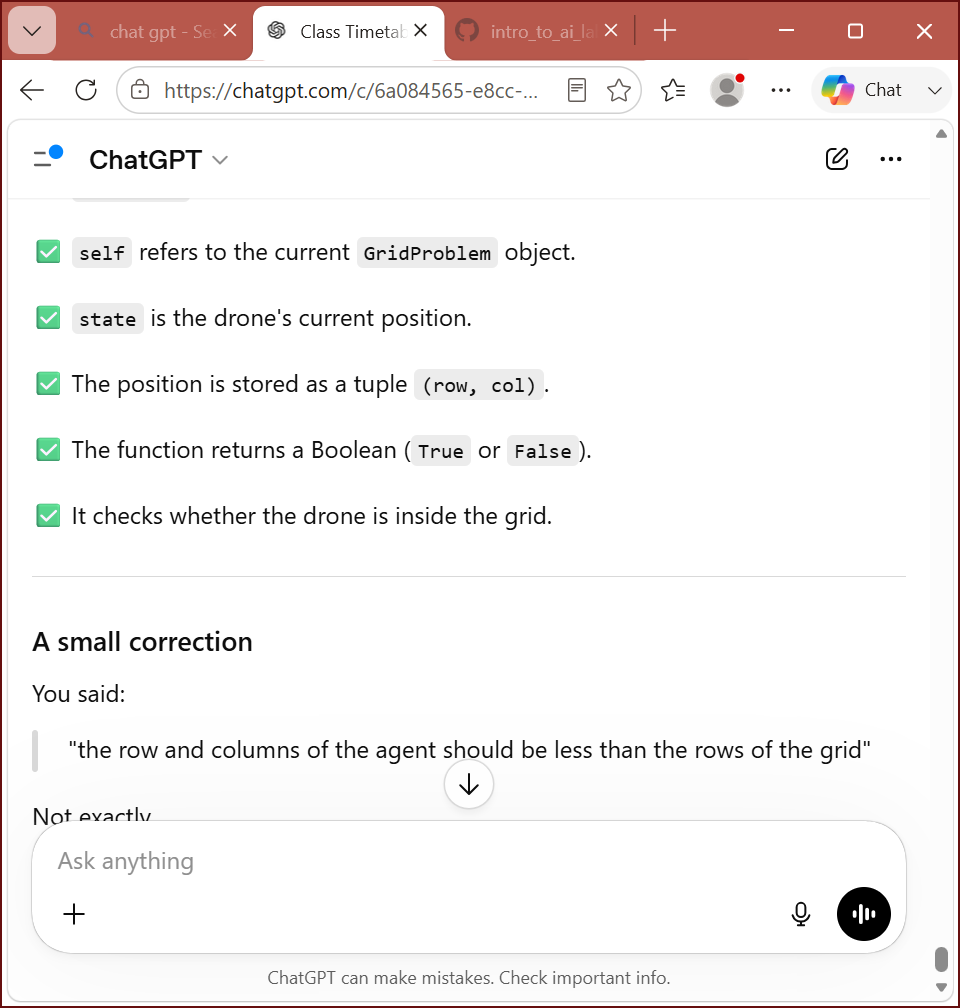 chat gpt - Se
Class Timetab
intro_to_ai_la
https://chatgpt.com/c/6a084565-e8cc-...
Chat
ChatGPT
self refers to the current GridProblem object.
state is the drone's current position.
The position is stored as a tuple (row, col).
The function returns a Boolean (True or False).
It checks whether the drone is inside the grid.
A small correction
You said:
"the row and columns of the agent should be less than the rows of the grid"
Not exactly
Ask anything
ChatGPT can make mistakes. Check important info.